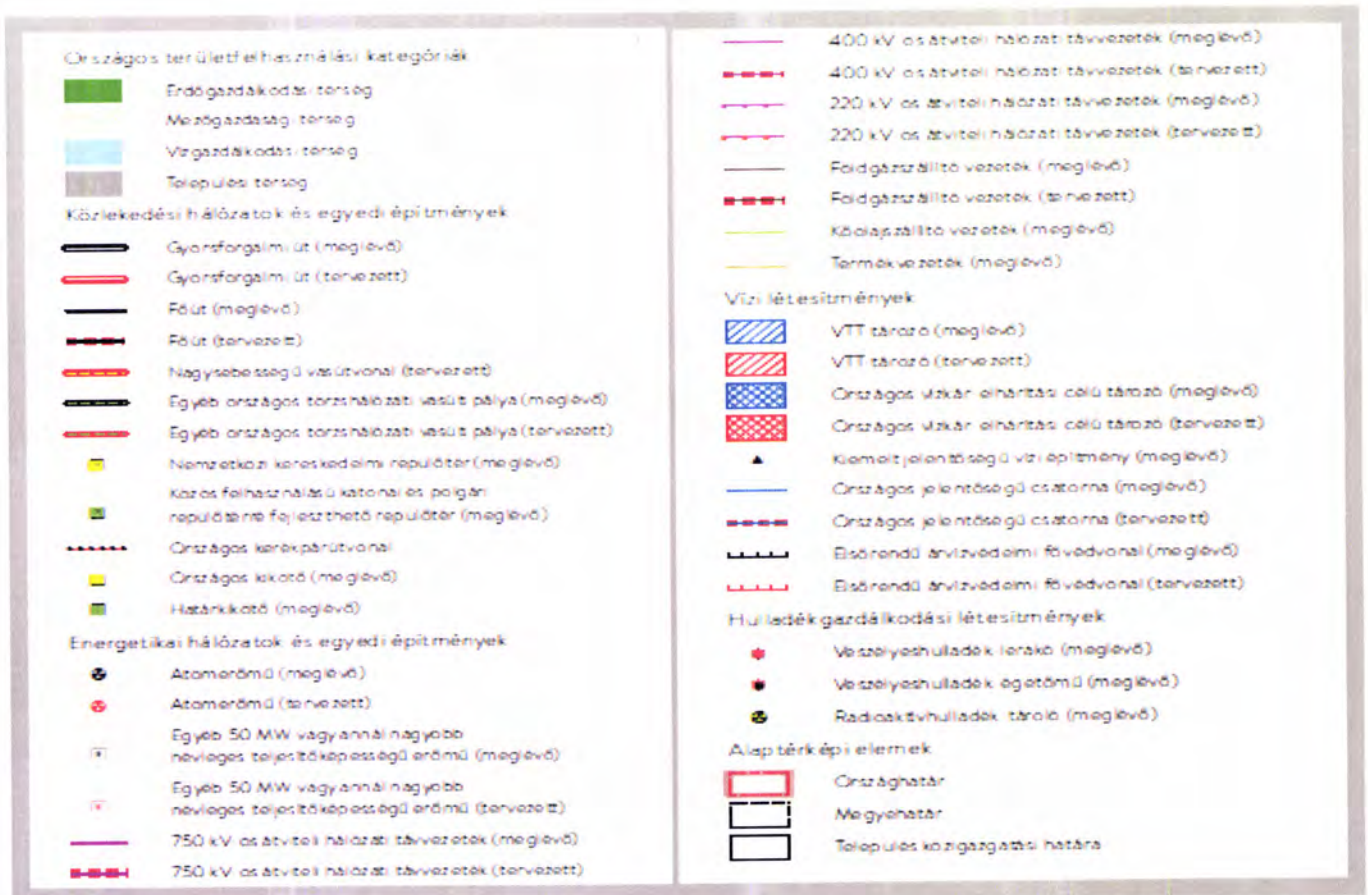 Országos területfelhasználási kategóriák
Erdőgazdálkodási térség
Mezőgazdasági térség
Vízgazdálkodási térség
Települési térség
Közlekedési hálózatok és egyedi építmények
Gyorsforgalmi út (meglévő)
Gyorsforgalmi út (tervezett)
Főút (meglévő)
Főút (tervezett)
Nagysebességű vasútvonal (tervezett)
Egyéb országos törzshálózati vasúti pálya (meglévő)
Egyéb országos törzshálózati vasúti pálya (tervezett)
Nemzetközi kereskedelmi repülőtér (meglévő)
Közös felhasználású katonai és polgári
repülőtérré fejleszthető repülőtér (meglévő)
Országos kerékpárútvonal
Országos kikötő (meglévő)
Határkikötő (meglévő)
Energetikai hálózatok és egyedi építmények
Atomerőmű (meglévő)
Atomerőmű (tervezett)
Egyéb 50 MW vagy annál nagyobb
névleges teljesítőképességű erőmű (meglévő)
Egyéb 50 MW vagy annál nagyobb
névleges teljesítőképességű erőmű (tervezett)
750 kV os átviteli hálózati távvezeték (meglévő)
750 kV os átviteli hálózati távvezeték (tervezett)
400 kV os átviteli hálózati távvezeték (meglévő)
400 kV os átviteli hálózati távvezeték (tervezett)
220 kV os átviteli hálózati távvezeték (meglévő)
220 kV os átviteli hálózati távvezeték (tervezett)
Földgázszállító vezeték (meglévő)
Földgázszállító vezeték (tervezett)
Kőolajszállító vezeték (meglévő)
Termékvezeték (meglévő)
Vízi létesítmények
VTT tározó (meglévő)
VTT tározó (tervezett)
Országos vízkár elhárítási célú tározó (meglévő)
Országos vízkár elhárítási célú tározó (tervezett)
Kiemelt jelentőségű vízi építmény (meglévő)
Országos jelentőségű csatorna (meglévő)
Országos jelentőségű csatorna (tervezett)
Elsőrendű árvízvédelmi fővédvonal (meglévő)
Elsőrendű árvízvédelmi fővédvonal (tervezett)
Hulladékgazdálkodási létesítmények
Veszélyeshulladék lerakó (meglévő)
Veszélyeshulladék égetőmű (meglévő)
Radioaktívhulladék tároló (meglévő)
Alaptérképi elemek
Országhatár
Megyehatár
Település közigazgatási határa